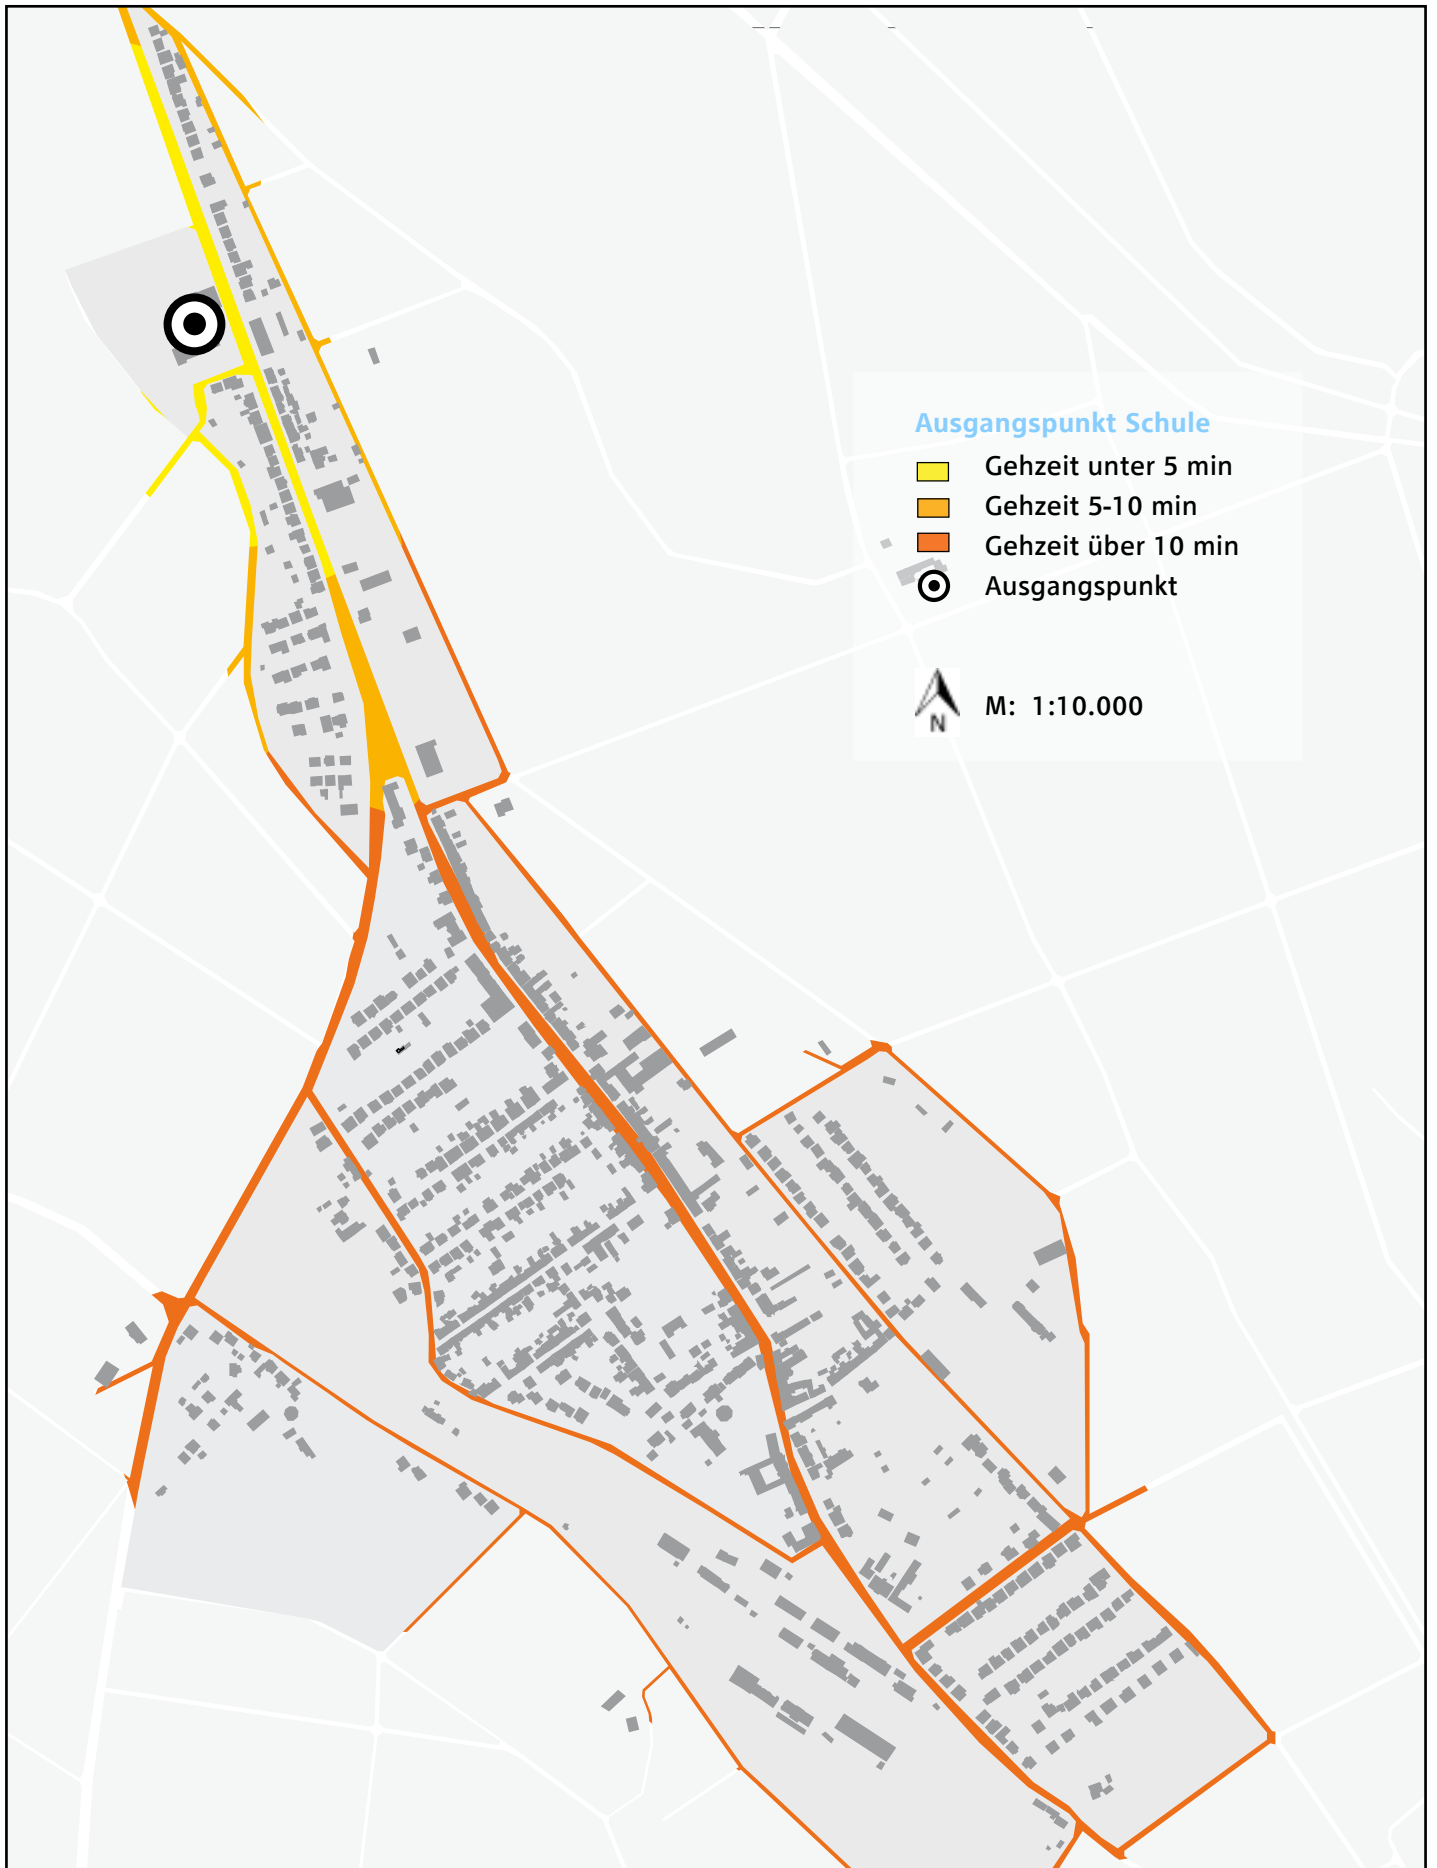 Ausgangspunkt Schule
Gehzeit unter 5 min
Gehzeit 5-10 min
Gehzeit über 10 min
Ausgangspunkt
N
M: 1:10.000